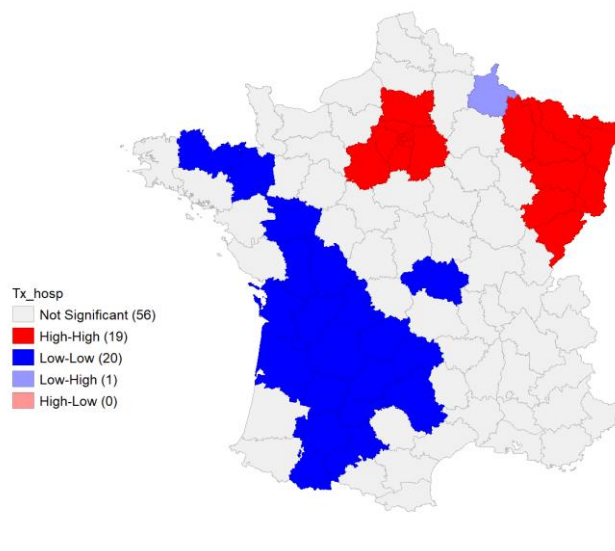 Tx_hosp
Not Significant (56)
High-High (19)
Low-Low (20)
Low-High (1)
High-Low (0)